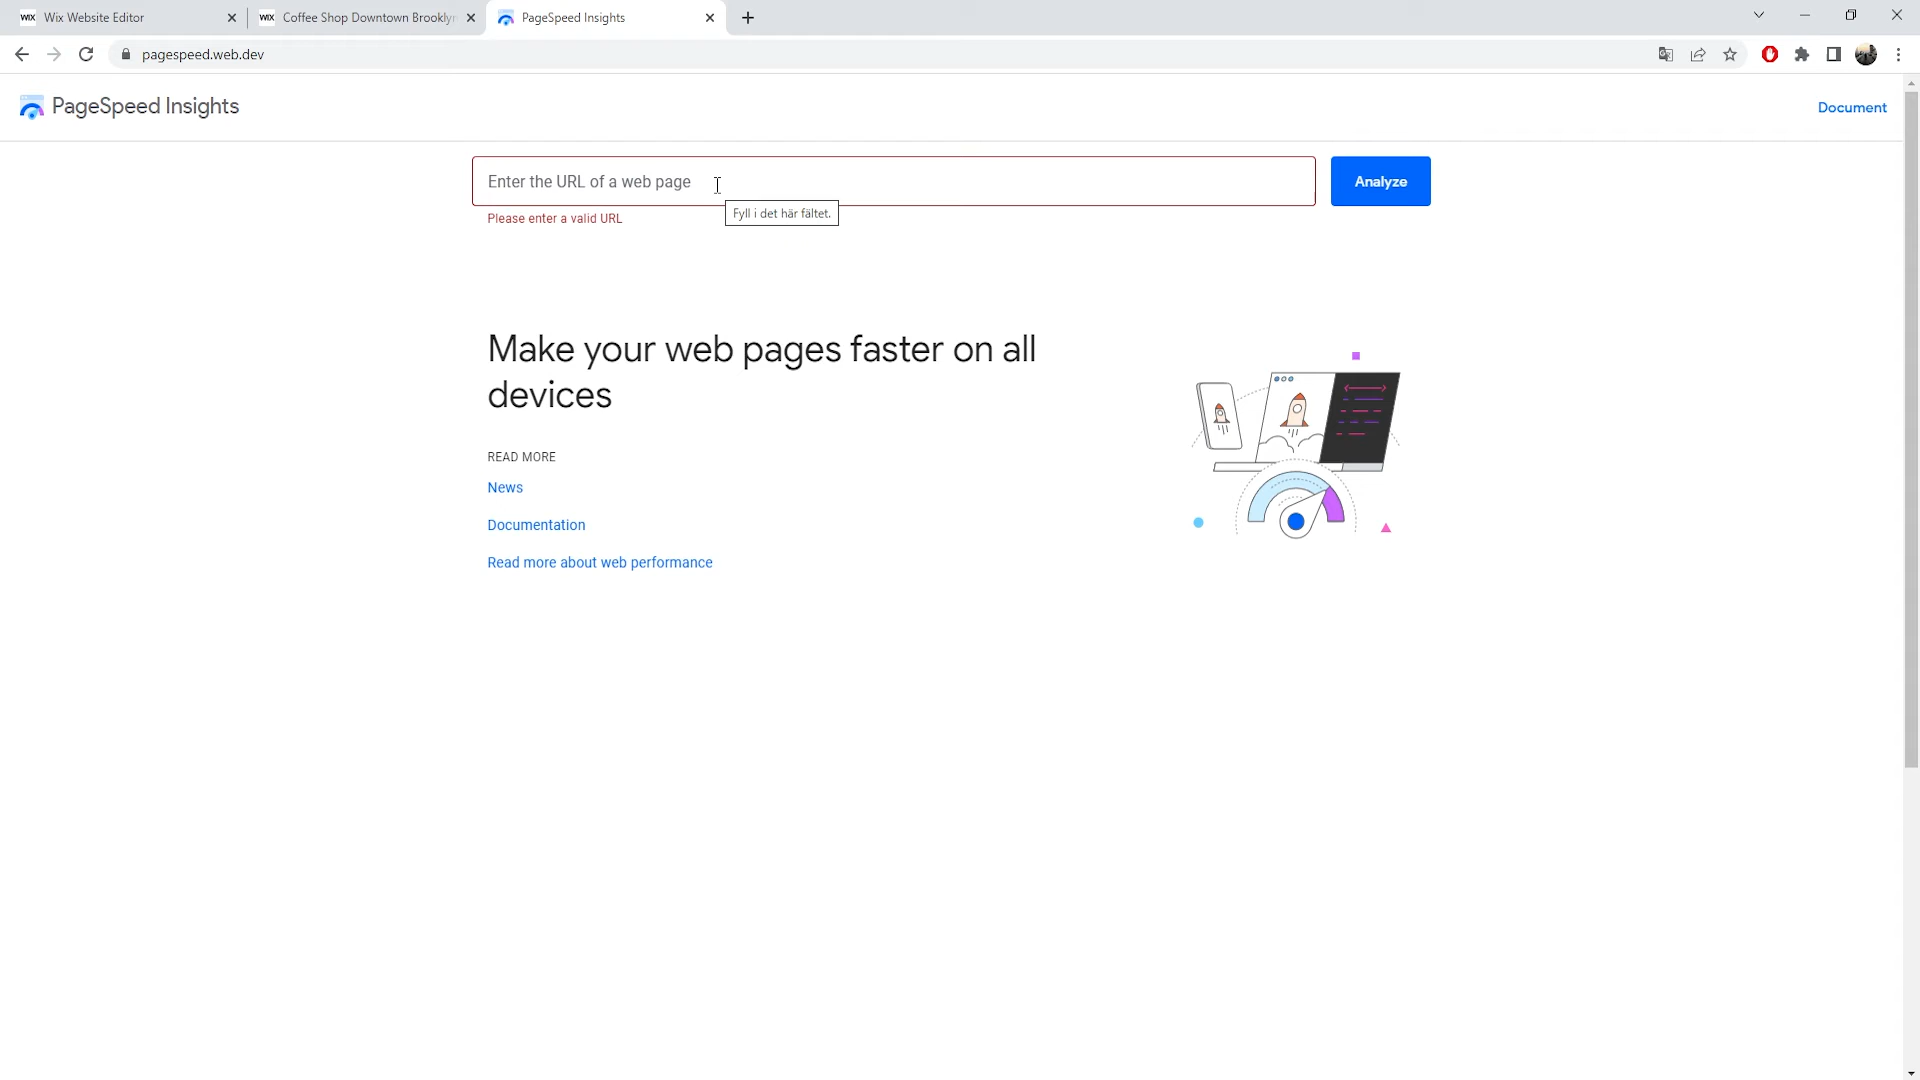 WIX Wix Website Editor
WIX Coffee Shop Downtown Brooklyn
PageSpeed Insights
pagespeed.web.dev
PageSpeed Insights
Document
Enter the URL of a web page
Analyze
Please enter a valid URL
Fyll i det här fältet.
Make your web pages faster on all
devices
READ MORE
News
Documentation
Read more about web performance